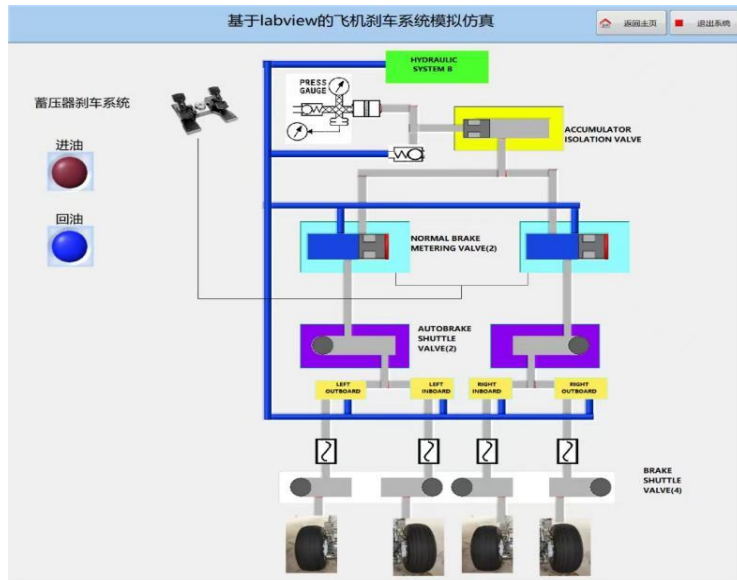 基于labview的飞机刹车系统模拟仿真
返回主页
退出系统
HYDRAULIC
SYSTEM B
PRESS
GAUGE
蓄压器刹车系统
ACCUMULATOR
ISOLATION VALVE
进油
回油
NORMAL BRAKE
METERING VALVE(2)
AUTOBRAKE
SHUTTLE
VALVE(2)
LEFT
OUTBOARD
LEFT
INBOARD
RIGHT
INBOARD
RIGHT
OUTBOARD
BRAKE
SHUTTLE
VALVE(4)